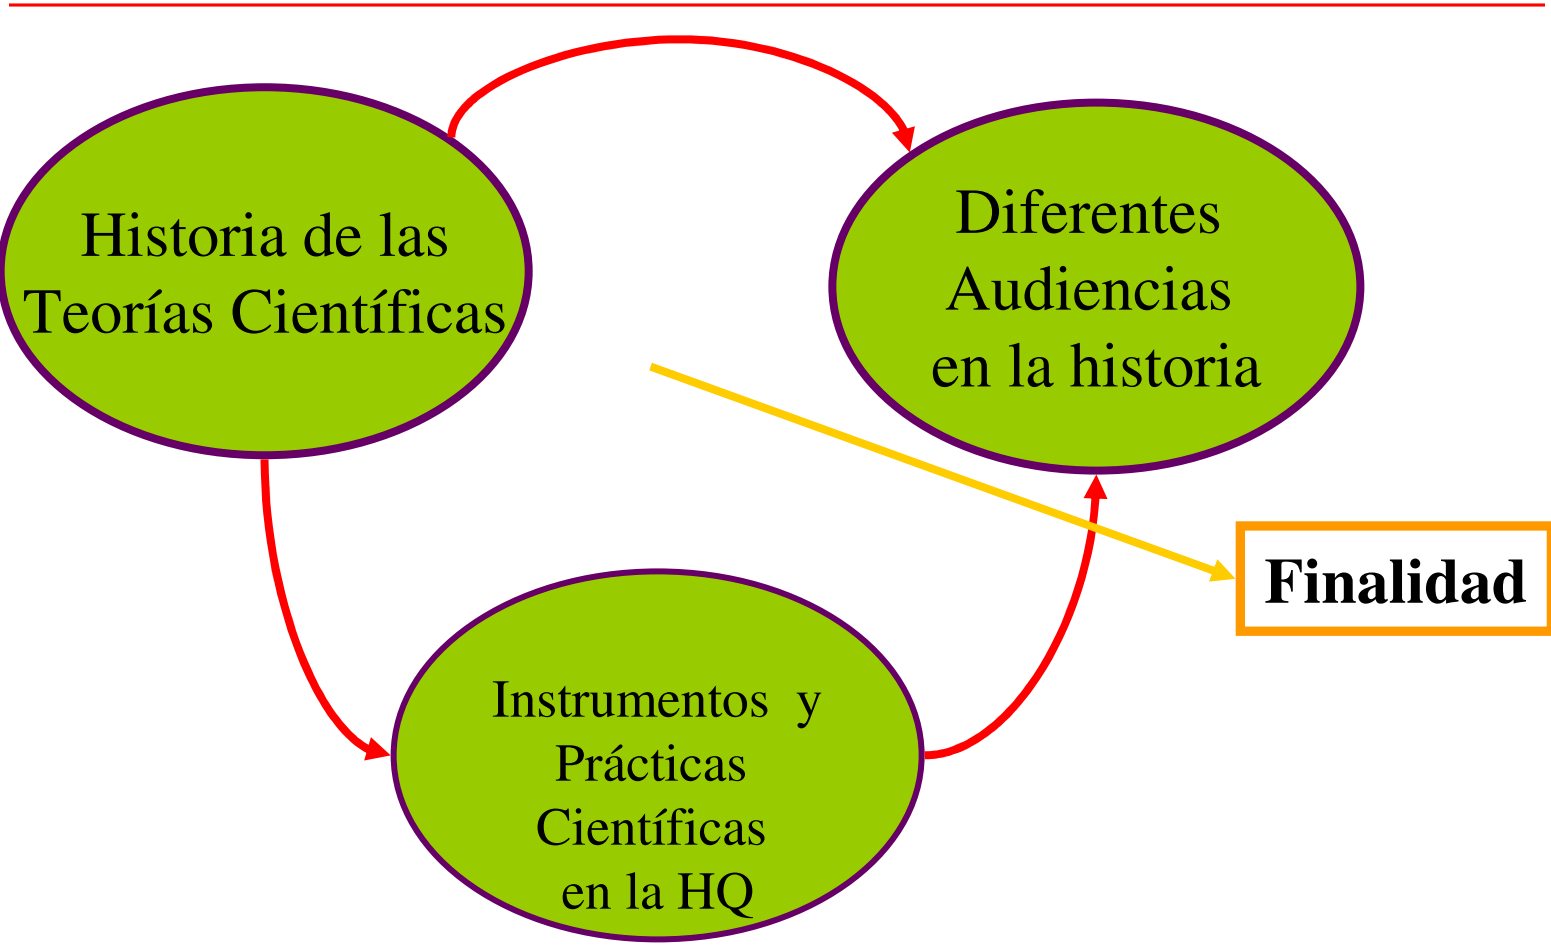 Historia de las
Teorías Científicas
Diferentes
Audiencias
en la historia
Finalidad
Instrumentos y
Prácticas
Científicas
en la HQ